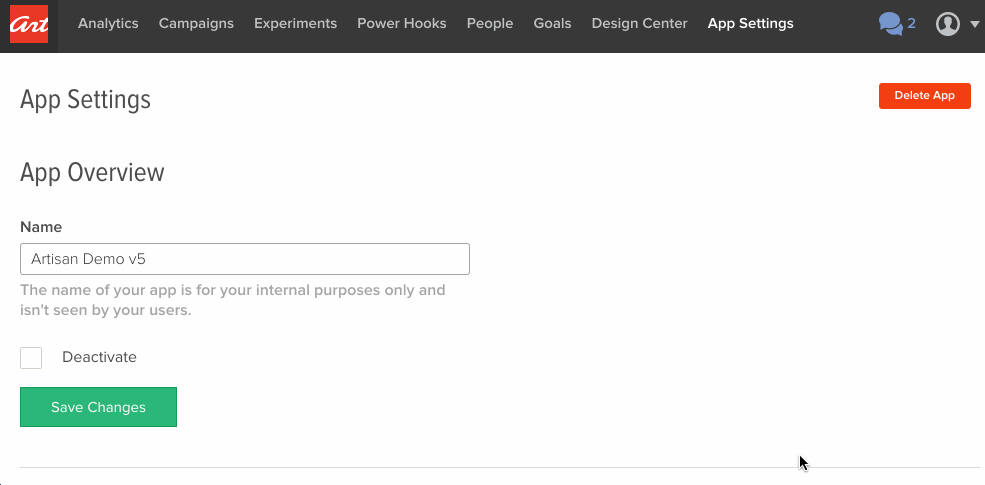 Art Analytics Campaigns Experiments Power Hooks People Goals Design Center App Settings 2
App Settings
Delete App
App Overview
Name
Artisan Demo v5
The name of your app is for your internal purposes only and
isn't seen by your users.
Deactivate
Save Changes